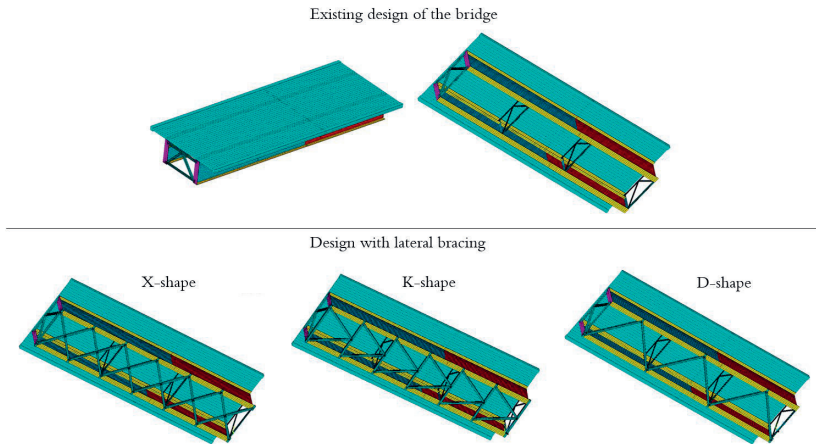 Existing design of the bridge
Design with lateral bracing
X-shape
K-shape
D-shape